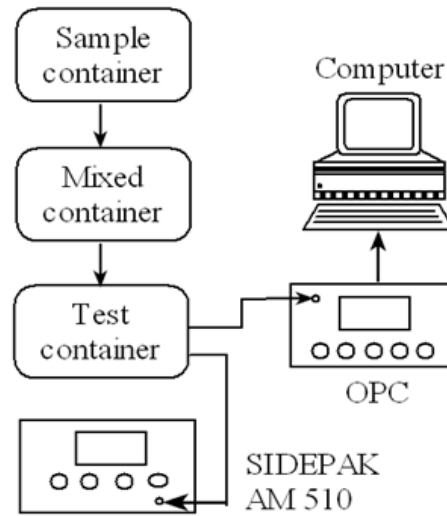 Sample
container
Computer
Mixed
container
Test
container
OPC
SIDEPAK
AM 510